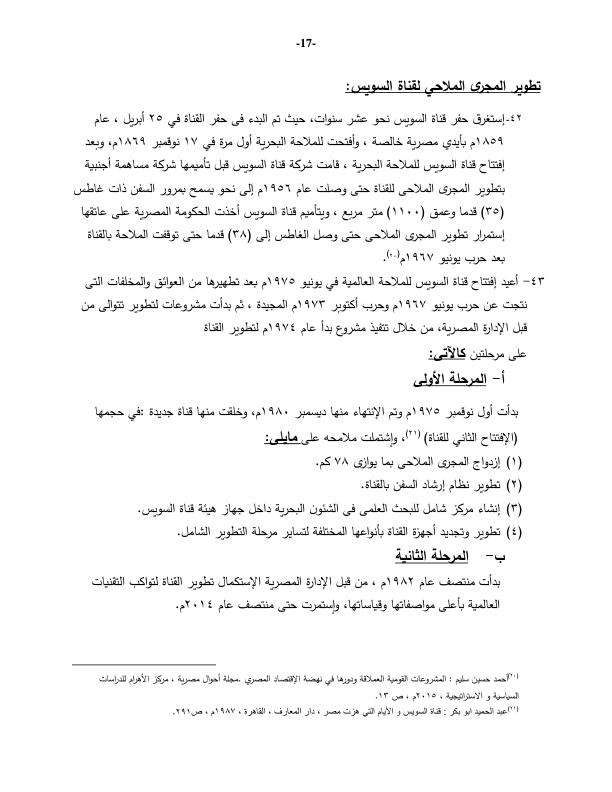 -17-
تطوير المجرى الملاحي لقناة السويس:
٤٢-إستغرق حفر قناة السويس نحو عشر سنوات، حيث تم البدء فى حفر القناة في ٢٥ أبريل ، عام
١٨٥٩م بأيدي مصرية خالصة ، وأفتتحت للملاحة البحرية أول مرة في ١٧ نوقمبر ١٨٦٩م، وبعد
إفتتاح قناة السويس للملاحة البحرية ، قامت شركة قناة السويس قبل تأميمها شركة مساهمة أجنبية
بتطوير المجرى الملاحى للقناة حتى وصلت عام ١٩٥٦م إلى نحو يسمح بمرور السفن ذات غاطس
(٣٥) قدما وعمق (١١٠٠) متر مربع ، وبتأميم قناة السويس أخذت الحكومة المصرية على عاتقها
إستمرار تطوير المجرى الملاحى حتى وصل الغاطس إلى (٣٨) قدما حتى توقفت الملاحة بالقناة
بعد حرب يونيو ١٩٦٧م(٢٠).
٤٣- أعيد إفتتاح قناة السويس للملاحة العالمية في يونيو ١٩٧٥م بعد تطهيرها من العوائق والمخلفات التى
نتجت عن حرب يونيو ١٩٦٧م وحرب أكتوبر ١٩٧٣م المجيدة ، ثم بدأت مشروعات لتطوير تتوالى من
قبل الإدارة المصرية، من خلال تتفيذ مشروع بدأ عام ١٩٧٤م لتطوير القناة
على مرحلتين كالآتى:
أ- المرحلة الأولى
بدأت أول نوقمبر ١٩٧٥م وتم الإنتهاء منها ديسمبر ١٩٨٠م، وخلقت منها قناة جديدة :في حجمها
(الإفتتاح الثاني للقناة) (٢١)، وإشتملت ملامحه على مايلى:
(١) إزدواج المجرى الملاحى بما يوازى ٧٨ كم.
(٢) تطوير نظام إرشاد السفن بالقناة.
(٣) إنشاء مركز شامل للبحث العلمى فى الشئون البحرية داخل جهاز هيئة قناة السويس.
(٤) تطوير وتجديد أجهزة القناة بأنواعها المختلفة لتساير مرحلة التطوير الشامل.
ب- المرحلة الثانية
بدأت منتصف عام ١٩٨٢م ، من قبل الإدارة المصرية الإستكمال تطوير القناة لتواكب التقنيات
العالمية بأعلى مواصفاتها وقياساتها، وإستمرت حتى منتصف عام ٢٠١٤م.
(٢٠)أحمد حسين سليم : المشروعات القومية العملاقة ودورها في نهضة الإقتصاد المصري .مجلة أحوال مصرية ، مركز الأهرام للدراسات
السياسية و الاستراتيجية ، ٢٠١٥م ، ص ١٣.
(٢١)عبد الحميد ابو بكر : قناة السويس و الأيام التي هزت مصر ، دار المعارف ، القاهرة ، ١٩٨٧م ، ص٢٩١.